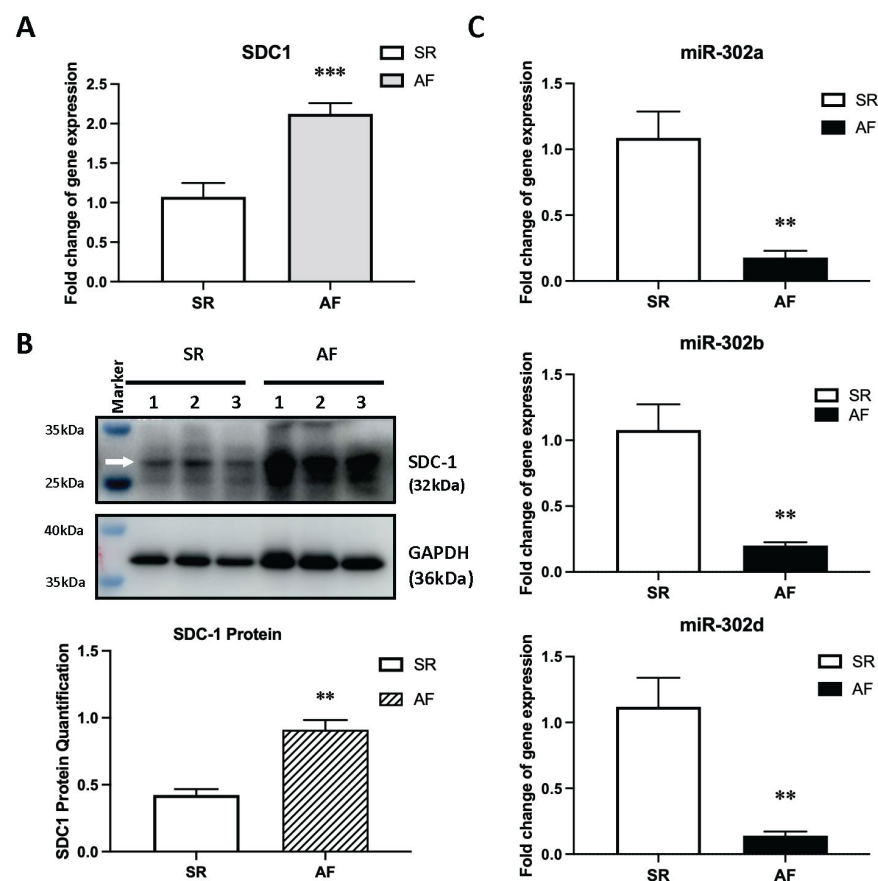 A
SDC1
SR
AF
***
Fold change of gene expression
2.5
2.0
1.5
1.0
0.5
0.0
SR
AF
B
Marker
SR
AF
1 2 3 1 2 3
35kDa
25kDa
SDC-1
(32kDa)
40kDa
35kDa
GAPDH
(36kDa)
SDC-1 Protein
SR
AF
**
SDC1 Protein Quantification
1.5
1.0
0.5
0.0
SR
AF
C
miR-302a
SR
AF
**
Fold change of gene expression
1.5
1.0
0.5
0.0
SR
AF
miR-302b
SR
AF
**
Fold change of gene expression
1.5
1.0
0.5
0.0
SR
AF
miR-302d
SR
AF
**
Fold change of gene expression
1.5
1.0
0.5
0.0
SR
AF